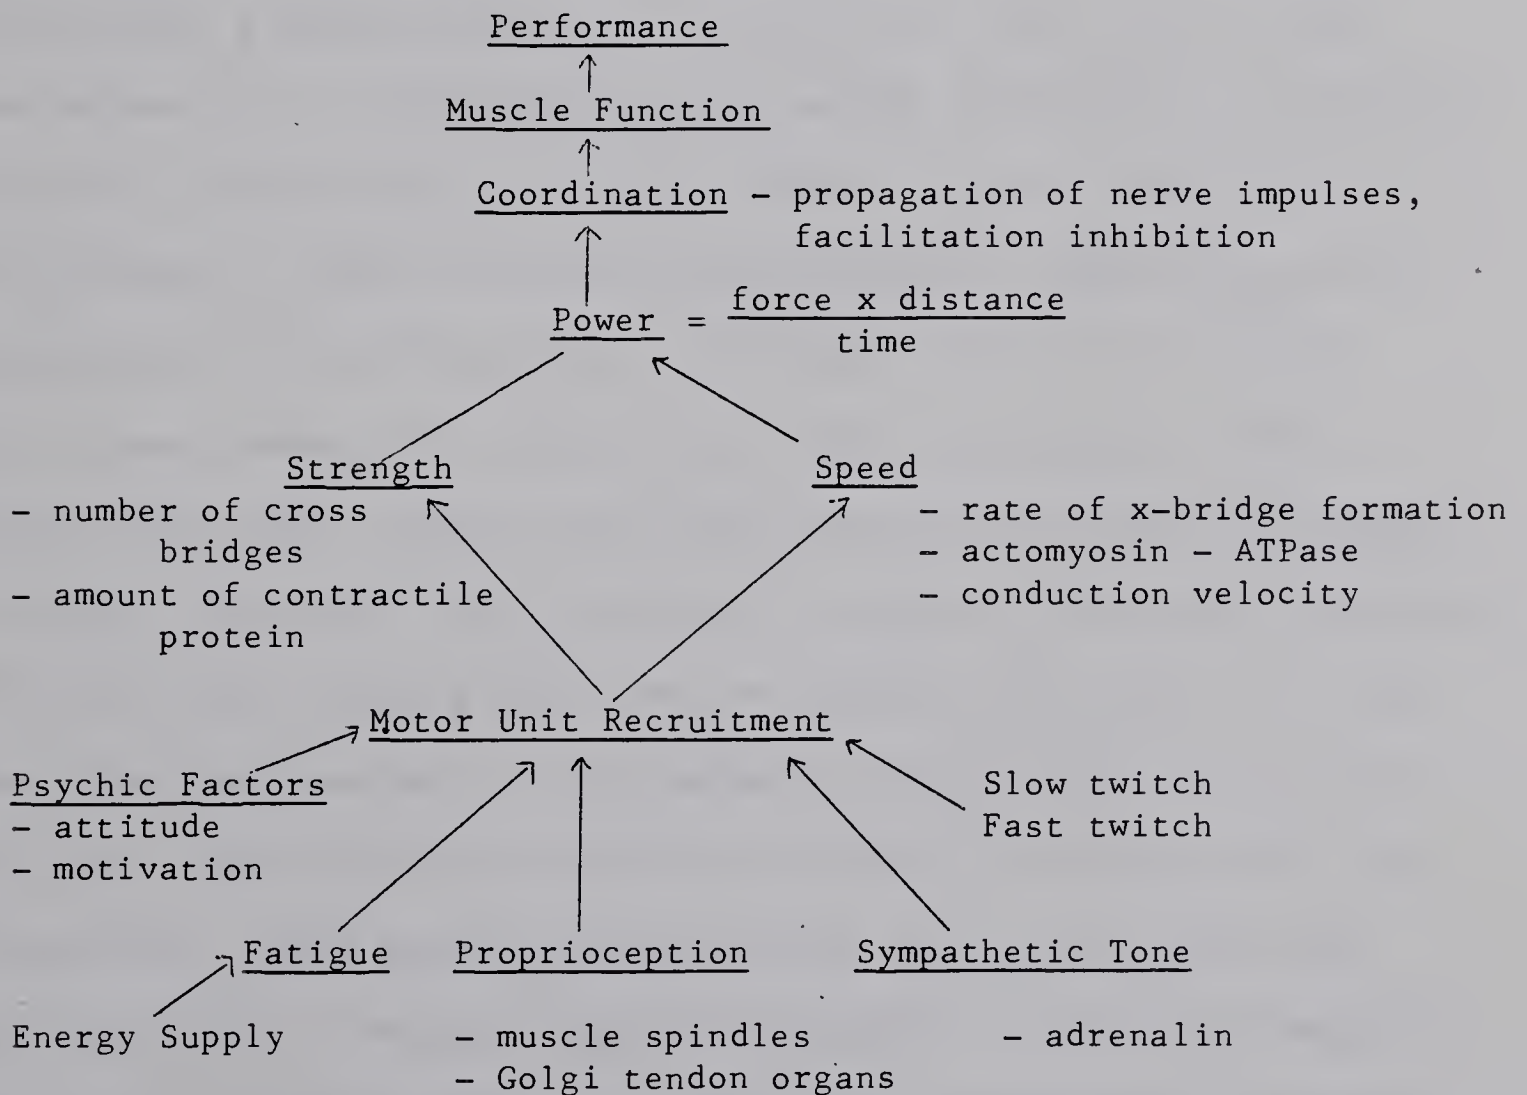 Performance
Muscle Function
Coordination – propagation of nerve impulses,
facilitation inhibition
Power = force x distance
time
Strength
– number of cross
bridges
– amount of contractile
protein
Speed
– rate of x-bridge formation
– actomyosin – ATPase
– conduction velocity
Motor Unit Recruitment
Psychic Factors
– attitude
– motivation
Slow twitch
Fast twitch
Fatigue
Proprioception
Sympathetic Tone
Energy Supply
– muscle spindles
– Golgi tendon organs
– adrenalin